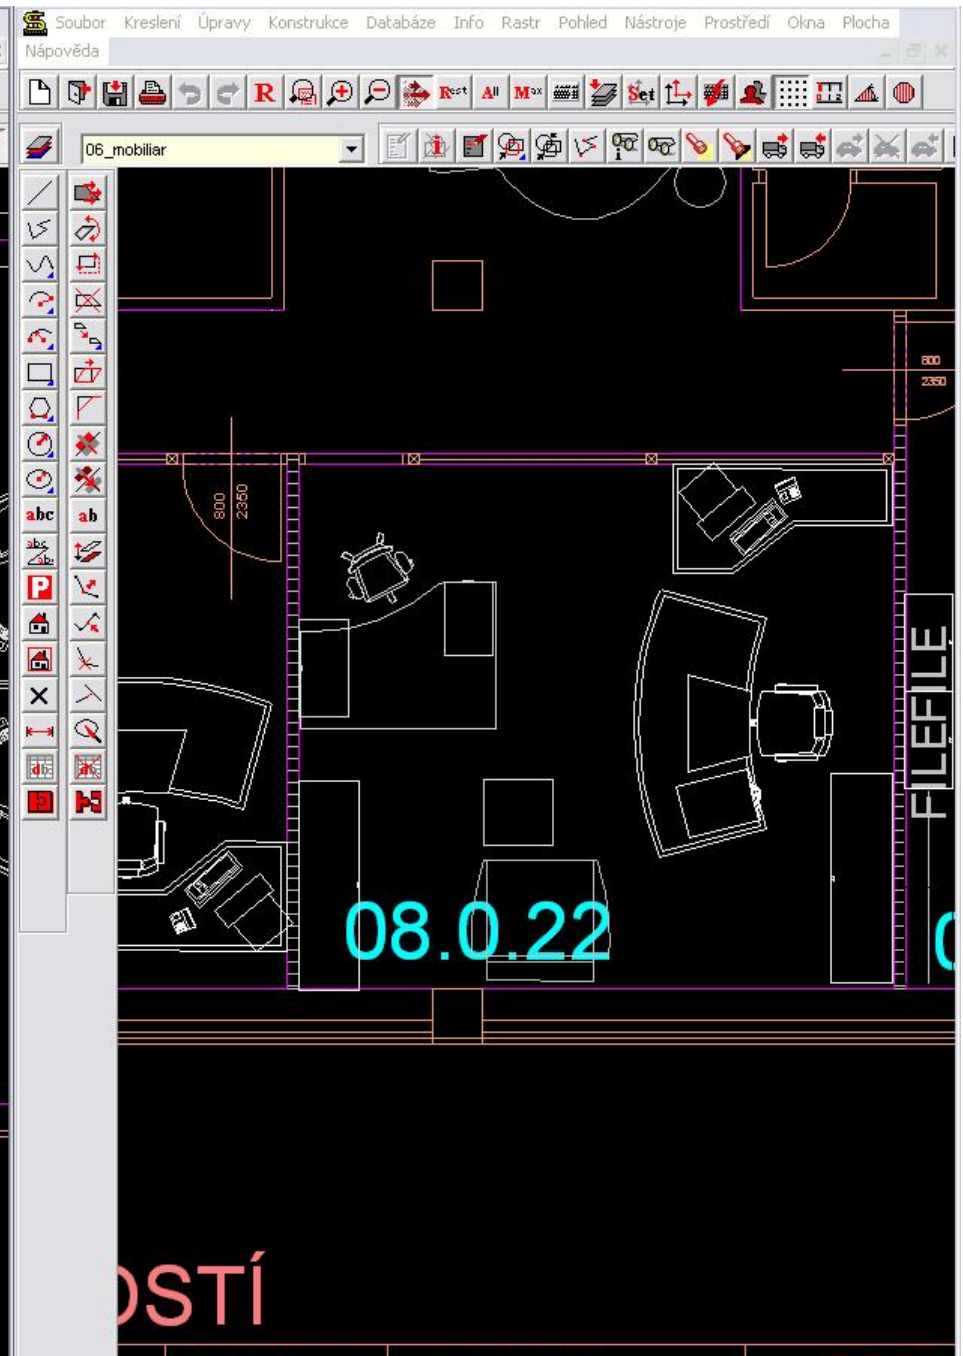 Soubor Kreslení Úpravy Konstrukce Databáze Info Rastr Pohled Nástroje Prostředí Okna Plocha
Nápověda
R Rest All Max Set
06_mobiliar
abc ab
P
800
2350
800
2350
FILEFILE
08.0.22
OSTÍ